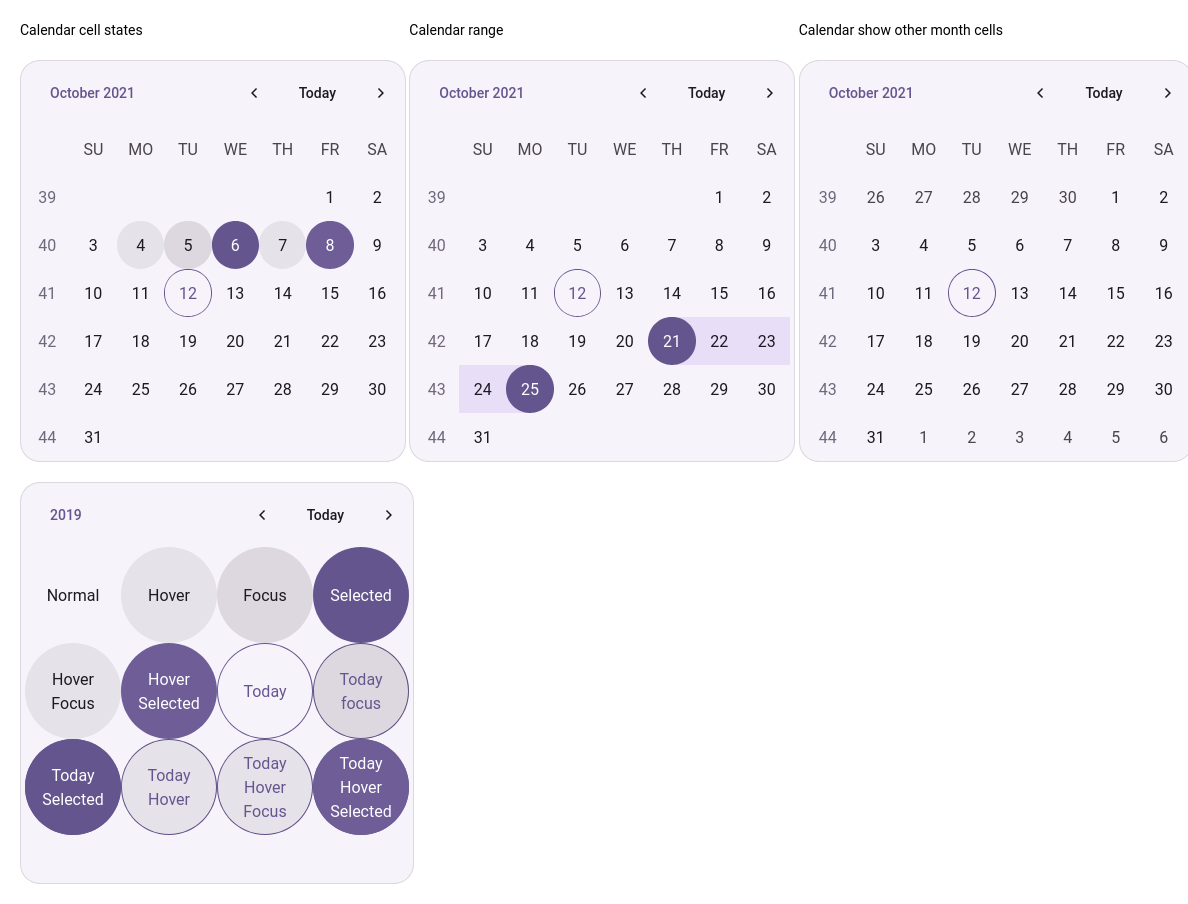 Calendar cell states
October 2021 Today
SU MO TU WE TH FR SA
39 1 2
40 3 4 5 6 7 8 9
41 10 11 12 13 14 15 16
42 17 18 19 20 21 22 23
43 24 25 26 27 28 29 30
44 31
Calendar range
October 2021 Today
SU MO TU WE TH FR SA
39 1 2
40 3 4 5 6 7 8 9
41 10 11 12 13 14 15 16
42 17 18 19 20 21 22 23
43 24 25 26 27 28 29 30
44 31
Calendar show other month cells
October 2021 Today
SU MO TU WE TH FR SA
39 26 27 28 29 30 1 2
40 3 4 5 6 7 8 9
41 10 11 12 13 14 15 16
42 17 18 19 20 21 22 23
43 24 25 26 27 28 29 30
44 31 1 2 3 4 5 6
2019 Today
Normal
Hover
Focus
Selected
Hover
Focus
Hover
Selected
Today
Today
focus
Today
Selected
Today
Hover
Today
Hover
Focus
Today
Hover
Selected